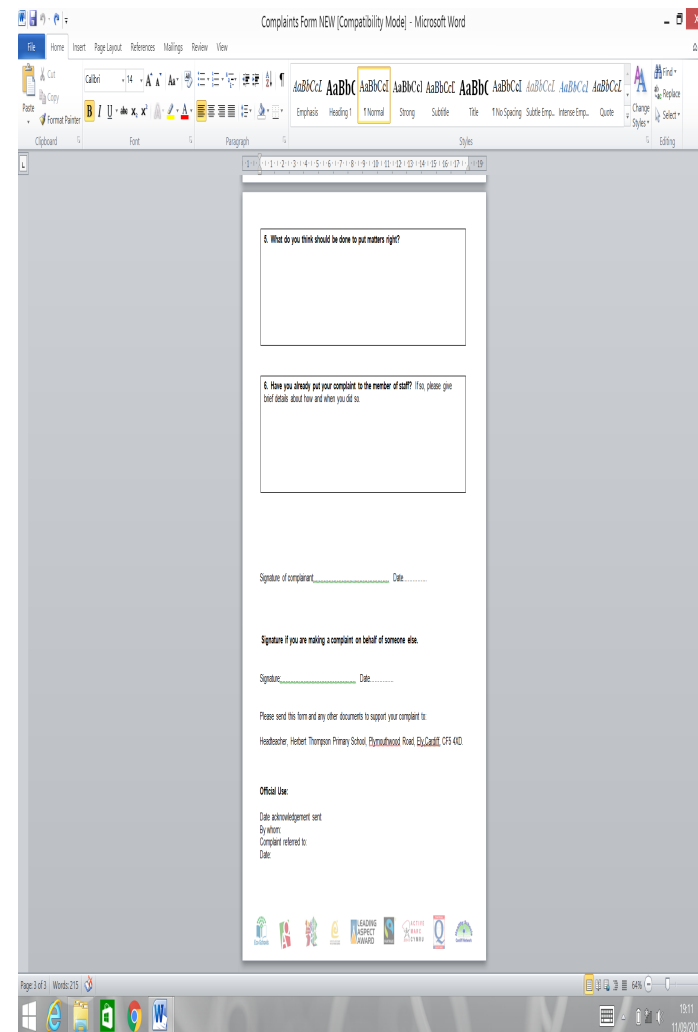 Complaints Form NEW [Compatibility Mode] - Microsoft Word
File Home Insert Page Layout References Mailings Review View
Cut
Copy
Format Painter
Paste
Clipboard
Calibri 14
Font
Paragraph
AaBbCcL AaBbC AaBbCcI AaBbCcI AaBbCcL AaBbC AaBbCcI AaBbCcL AaBbCcL AaBbCcL
Emphasis Heading 1 ¶ Normal Strong Subtitle Title ¶ No Spacing Subtle Emp... Intense Emp... Quote
Change Styles
Styles
Find
Replace
Select
Editing
5. What do you think should be done to put matters right?
6. Have you already put your complaint to the member of staff? If so, please give
brief details about how and when you did so.
Signature of complainant Date..............
Signature if you are making a complaint on behalf of someone else.
Signature: Date..............
Please send this form and any other documents to support your complaint to:
Headteacher, Herbert Thompson Primary School, Plymouthwood Road, Ely,Cardiff, CF5 4XD.
Official Use:
Date acknowledgement sent:
By whom:
Complaint referred to:
Date:
Eco-Schools
LEADING
ASPECT
AWARD
Page: 3 of 3 Words: 215 64%
19:11